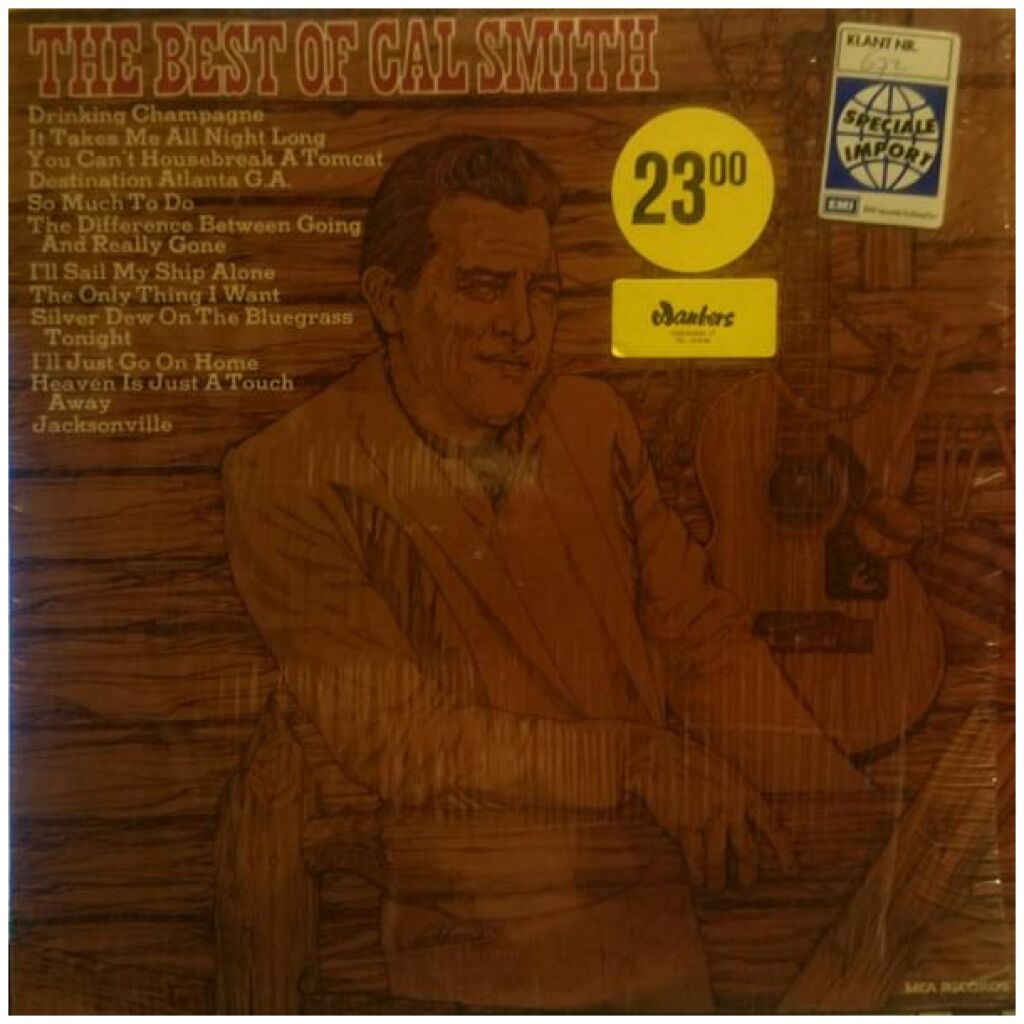 THE BEST OF CAL SMITH
Drinking Champagne
It Takes Me All Night Long
You Can't Housebreak A Tomcat
Destination Atlanta G.A.
So Much To Do
The Difference Between Going
And Really Gone
I'll Sail My Ship Alone
The Only Thing I Want
Silver Dew On The Bluegrass
Tonight
I'll Just Go On Home
Heaven Is Just A Touch
Away
Jacksonville
KLANT NR.
672
SPECIALE
IMPORT
EMI
2300
MCA RECORDS